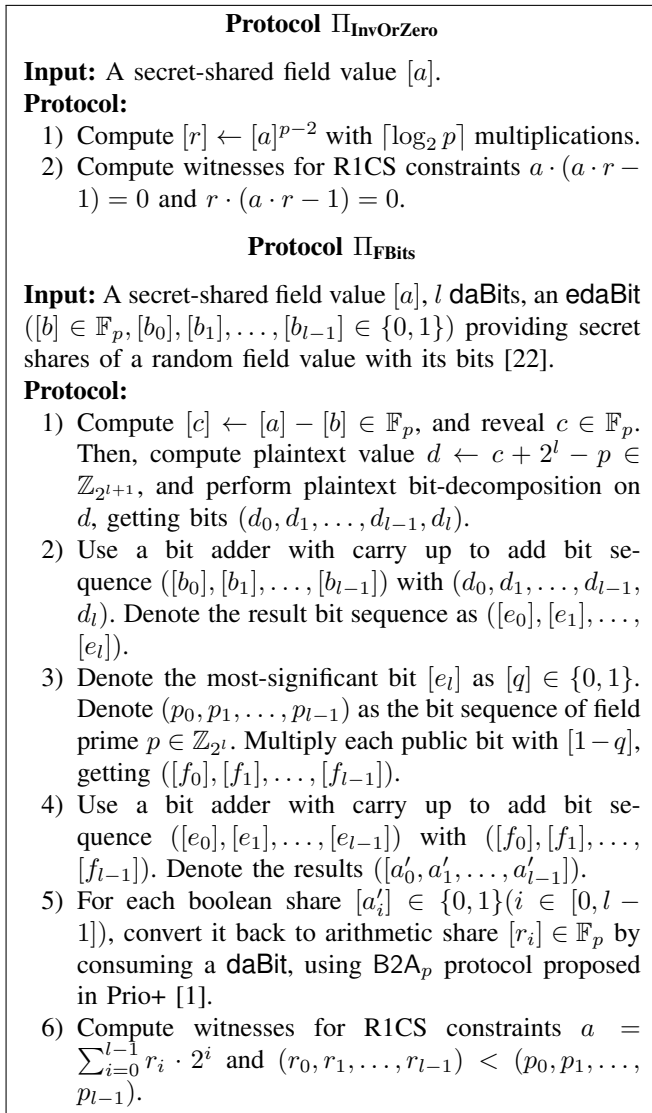 Protocol Π_InvOrZero
Input: A secret-shared field value [a].
Protocol:
1) Compute [r] ← [a]^{p−2} with ⌈log₂ p⌉ multiplications.
2) Compute witnesses for R1CS constraints a · (a · r −
1) = 0 and r · (a · r − 1) = 0.
Protocol Π_FBits
Input: A secret-shared field value [a], l daBits, an edaBit
([b] ∈ 𝔽_p, [b_0], [b_1], . . . , [b_{l−1}] ∈ {0, 1}) providing secret
shares of a random field value with its bits [22].
Protocol:
1) Compute [c] ← [a] − [b] ∈ 𝔽_p, and reveal c ∈ 𝔽_p.
Then, compute plaintext value d ← c + 2^l − p ∈
ℤ_{2^{l+1}}, and perform plaintext bit-decomposition on
d, getting bits (d_0, d_1, . . . , d_{l−1}, d_l).
2) Use a bit adder with carry up to add bit se-
quence ([b_0], [b_1], . . . , [b_{l−1}]) with (d_0, d_1, . . . , d_{l−1},
d_l). Denote the result bit sequence as ([e_0], [e_1], . . . ,
[e_l]).
3) Denote the most-significant bit [e_l] as [q] ∈ {0, 1}.
Denote (p_0, p_1, . . . , p_{l−1}) as the bit sequence of field
prime p ∈ ℤ_{2^l}. Multiply each public bit with [1−q],
getting ([f_0], [f_1], . . . , [f_{l−1}]).
4) Use a bit adder with carry up to add bit se-
quence ([e_0], [e_1], . . . , [e_{l−1}]) with ([f_0], [f_1], . . . ,
[f_{l−1}]). Denote the results ([a′_0, a′_1, . . . , a′_{l−1}]).
5) For each boolean share [a′_i] ∈ {0, 1}(i ∈ [0, l −
1]), convert it back to arithmetic share [r_i] ∈ 𝔽_p by
consuming a daBit, using B2A_p protocol proposed
in Prio+ [1].
6) Compute witnesses for R1CS constraints a =
∑_{i=0}^{l−1} r_i · 2^i and (r_0, r_1, . . . , r_{l−1}) < (p_0, p_1, . . . ,
p_{l−1}).